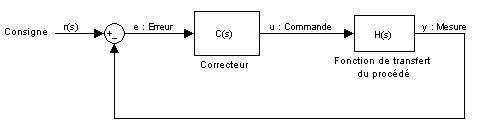 Consigne
r(s)
+
-
e : Erreur
C(s)
Correcteur
u : Commande
H(s)
Fonction de transfert
du procédé
y : Mesure